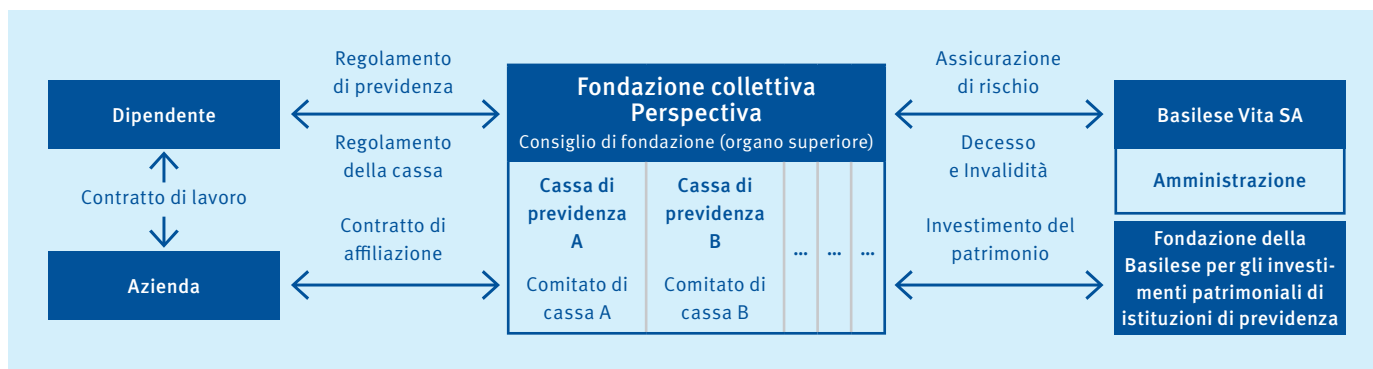 Dipendente
Contratto di lavoro
Azienda
Regolamento
di previdenza
Regolamento
della cassa
Contratto di
affiliazione
Fondazione collettiva
Perspectiva
Consiglio di fondazione (organo superiore)
Cassa di
previdenza
A
Comitato di
cassa A
Cassa di
previdenza
B
Comitato di
cassa B
...
...
...
Assicurazione
di rischio
Decesso
e Invalidità
Investimento del
patrimonio
Basilese Vita SA
Amministrazione
Fondazione della
Basilese per gli investi-
menti patrimoniali di
istituzioni di previdenza